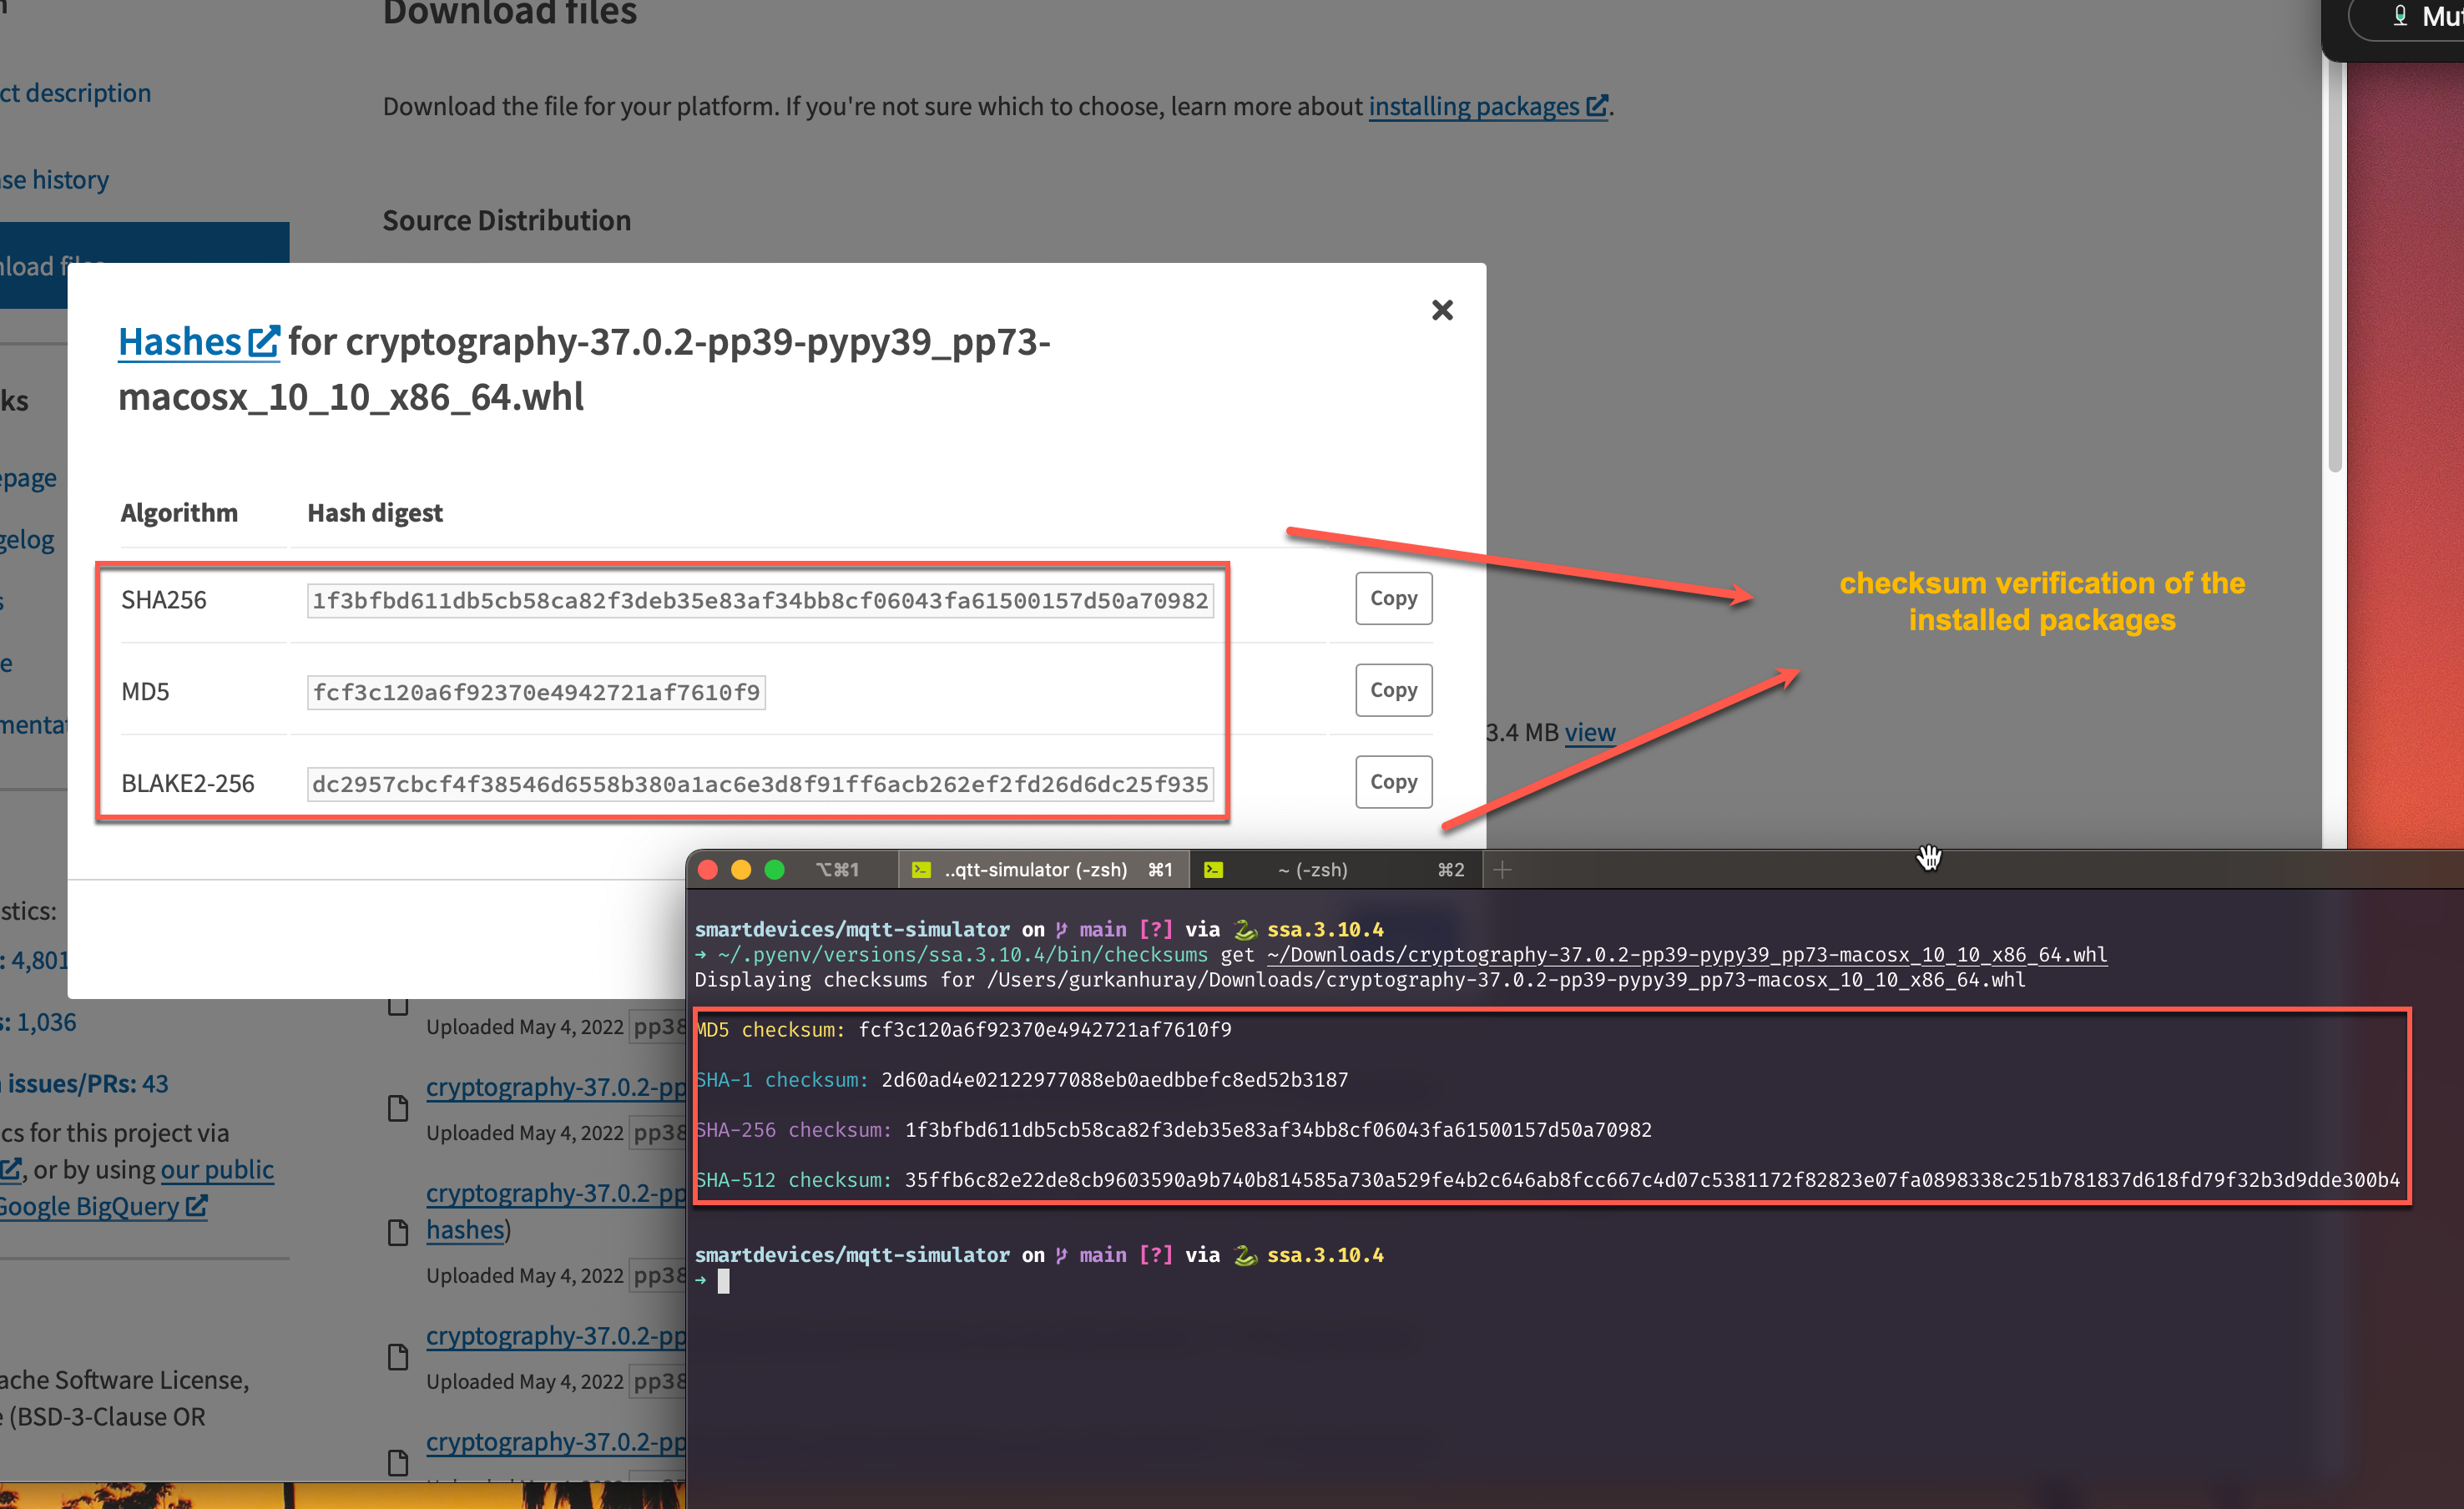 Download files
ct description
Download the file for your platform. If you're not sure which to choose, learn more about installing packages.
se history
Source Distribution
load files
Hashes for cryptography-37.0.2-pp39-pypy39_pp73-
macosx_10_10_x86_64.whl
ks
epage
gelog
s
e
mentat
Algorithm Hash digest
SHA256 1f3bfbd611db5cb58ca82f3deb35e83af34bb8cf06043fa61500157d50a70982 Copy
MD5 fcf3c120a6f92370e4942721af7610f9 Copy
BLAKE2-256 dc2957cbcf4f38546d6558b380a1ac6e3d8f91ff6acb262ef2fd26d6dc25f935 Copy
checksum verification of the
installed packages
3.4 MB view
Mu
stics:
: 4,801
s: 1,036
issues/PRs: 43
cs for this project via
, or by using our public
Google BigQuery
ache Software License,
e (BSD-3-Clause OR
Uploaded May 4, 2022 pp38
cryptography-37.0.2-pp
Uploaded May 4, 2022 pp38
cryptography-37.0.2-pp
hashes)
Uploaded May 4, 2022 pp38
cryptography-37.0.2-pp
Uploaded May 4, 2022 pp38
cryptography-37.0.2-pp
⌥⌘1 ..qtt-simulator (-zsh) ⌘1 ~ (-zsh) ⌘2
smartdevices/mqtt-simulator on main [?] via ssa.3.10.4
→ ~/.pyenv/versions/ssa.3.10.4/bin/checksums get ~/Downloads/cryptography-37.0.2-pp39-pypy39_pp73-macosx_10_10_x86_64.whl
Displaying checksums for /Users/gurkanhuray/Downloads/cryptography-37.0.2-pp39-pypy39_pp73-macosx_10_10_x86_64.whl
MD5 checksum: fcf3c120a6f92370e4942721af7610f9
SHA-1 checksum: 2d60ad4e02122977088eb0aedbbefc8ed52b3187
SHA-256 checksum: 1f3bfbd611db5cb58ca82f3deb35e83af34bb8cf06043fa61500157d50a70982
SHA-512 checksum: 35ffb6c82e22de8cb9603590a9b740b814585a730a529fe4b2c646ab8fcc667c4d07c5381172f82823e07fa0898338c251b781837d618fd79f32b3d9dde300b4
smartdevices/mqtt-simulator on main [?] via ssa.3.10.4
→